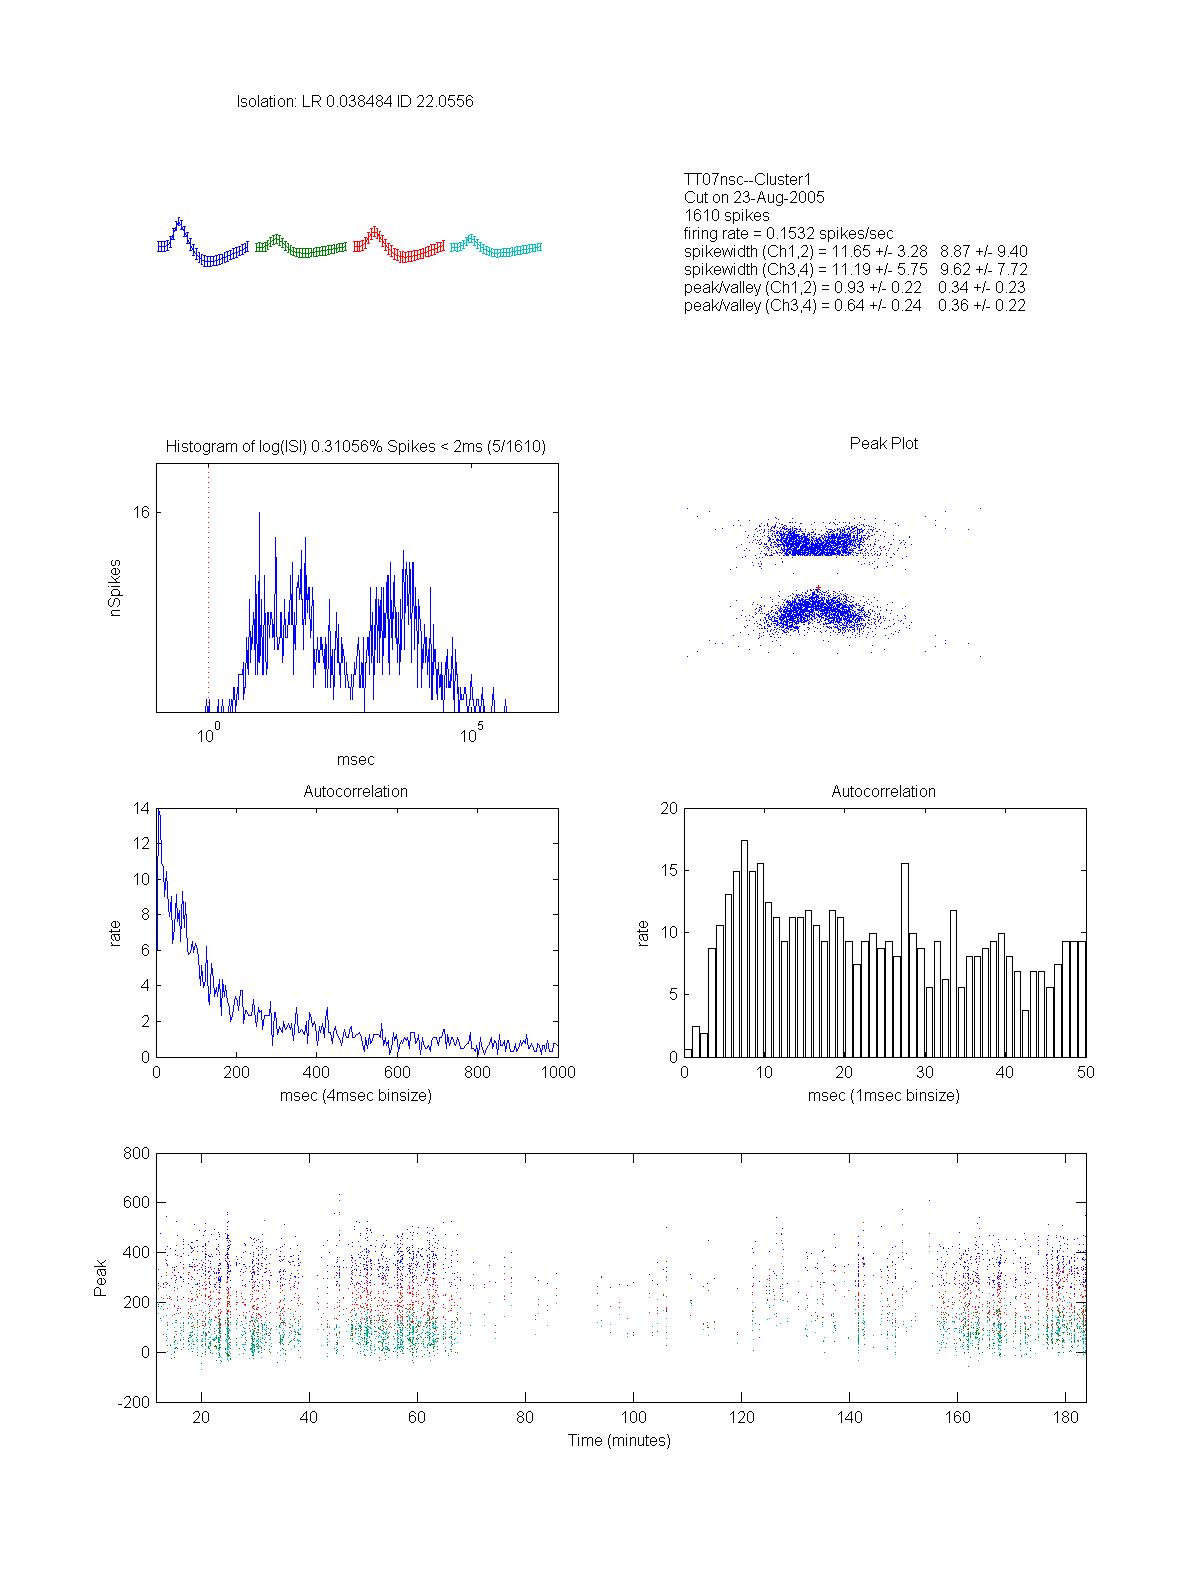 Isolation: LR 0.038484 ID 22.0556
TT07nsc--Cluster1
Cut on 23-Aug-2005
1610 spikes
firing rate = 0.1532 spikes/sec
spikewidth (Ch1,2) = 11.65 +/- 3.28 8.87 +/- 9.40
spikewidth (Ch3,4) = 11.19 +/- 5.75 9.62 +/- 7.72
peak/valley (Ch1,2) = 0.93 +/- 0.22 0.34 +/- 0.23
peak/valley (Ch3,4) = 0.64 +/- 0.24 0.36 +/- 0.22
Histogram of log(ISI) 0.31056% Spikes < 2ms (5/1610)
16
nSpikes
10^0 10^5
msec
Peak Plot
Autocorrelation
14
12
10
8
6
4
2
0
rate
0 200 400 600 800 1000
msec (4msec binsize)
Autocorrelation
20
15
10
5
0
rate
0 10 20 30 40 50
msec (1msec binsize)
800
600
400
200
0
-200
Peak
20 40 60 80 100 120 140 160 180
Time (minutes)